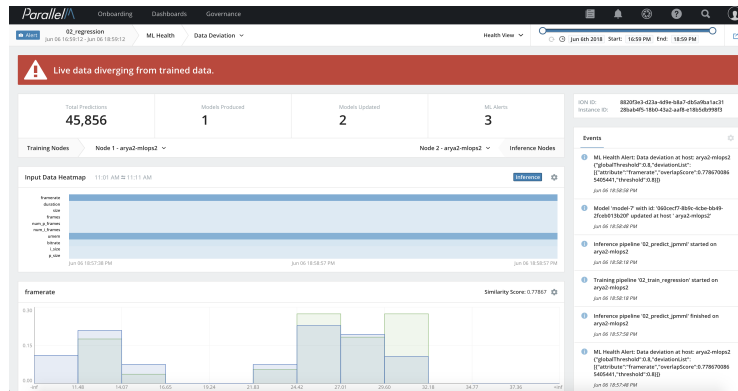 ParallelM Onboarding Dashboards Governance
Alert 02_regression
Jun 06 16:59:12 - Jun 06 18:59:12
ML Health Data Deviation Health View Jun 6th 2018 Start: 16:59 PM End: 18:59 PM
Live data diverging from trained data.
Total Predictions Models Produced Models Updated ML Alerts
45,856 1 2 3
Training Nodes Node 1 - arya2-mlops2 Node 2 - arya2-mlops2 Inference Nodes
Input Data Heatmap 11:01 AM 11:11 AM Inference
framerate
duration
size
frames
num_p_frames
num_i_frames
umem
bitrate
i_size
p_size
Jun 06 18:57:38 PM Jun 06 18:58:57 PM Jun 06 18:58:57 PM
framerate Similarity Score: 0.77867
0.30
0.15
0.00
-inf 11.48 14.07 16.65 19.24 21.83 24.42 27.01 29.60 32.18 34.77 37.36 +inf
ION ID: 8820f3e3-d23a-4d9e-b8a7-db5a9ba1ac31
Instance ID: 28bab4f5-18b0-43a2-aaf8-e18b5db998f3
Events
ML Health Alert: Data deviation at host: arya2-mlops2
{"globalThreshold":0.8,"deviationList":
[{"attribute":"framerate","overlapScore":0.778670086
5405441,"threshold":0.8}]}
Jun 06 18:58:58 PM
Model 'model-7' with id: '060cecf7-8b9c-4cbe-bb49-
2fceb013b20f' updated at host ' arya2-mlops2'
Jun 06 18:58:48 PM
Inference pipeline '02_predict_jpmml' started on
arya2-mlops2
Jun 06 18:58:18 PM
Training pipeline '02_train_regression' started on
arya2-mlops2
Jun 06 18:58:18 PM
Inference pipeline '02_predict_jpmml' finished on
arya2-mlops2
Jun 06 18:57:58 PM
ML Health Alert: Data deviation at host: arya2-mlops2
{"globalThreshold":0.8,"deviationList":
[{"attribute":"framerate","overlapScore":0.778670086
5405441,"threshold":0.8}]}
Jun 06 18:57:48 PM